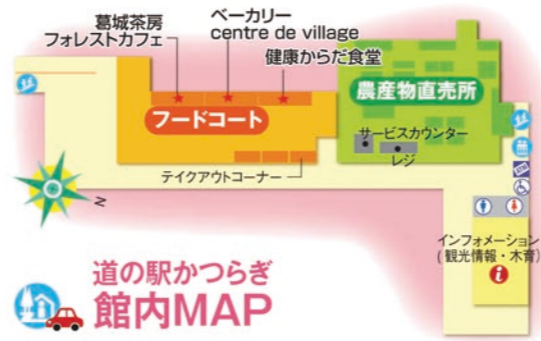 葛城茶房
フォレストカフェ
ベーカリー
centre de village
健康からだ食堂
フードコート
農産物直売所
サービスカウンター
レジ
テイクアウトコーナー
N
ATM
インフォメーション
(観光情報・木育)
i
道の駅かつらぎ
館内MAP